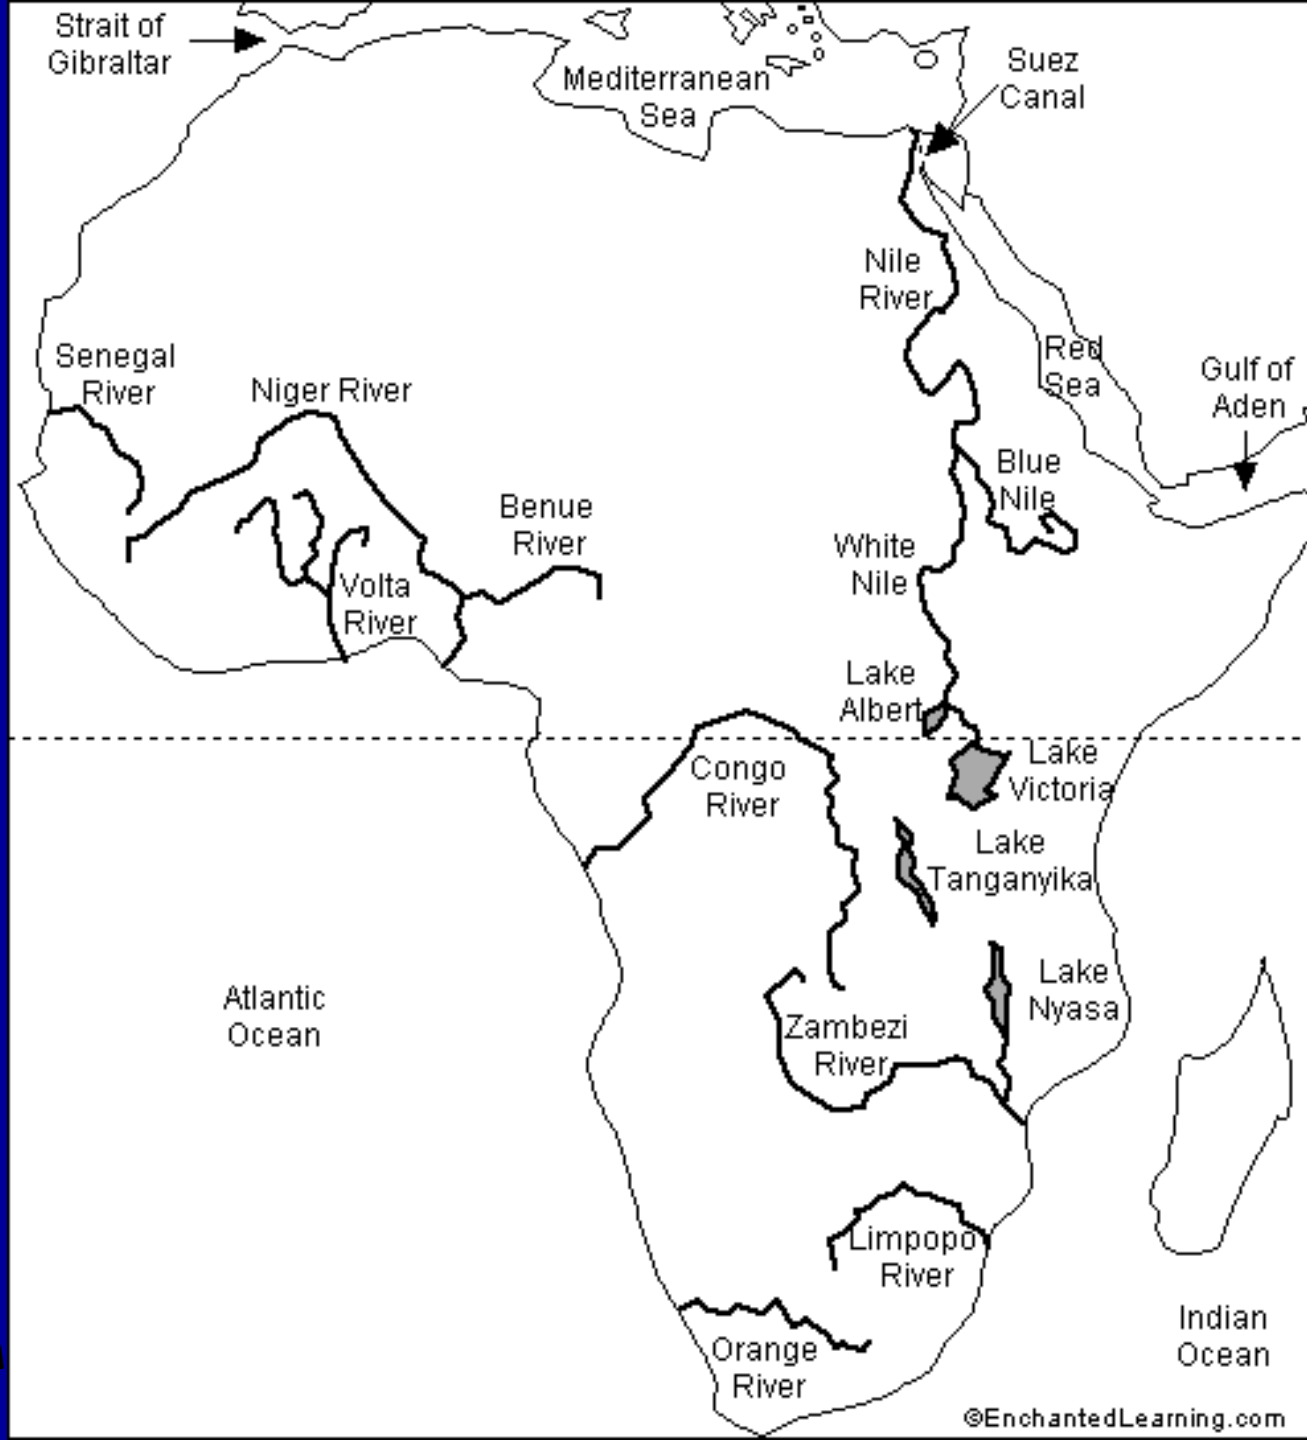 Strait of
Gibraltar
Mediterranean
Sea
Suez
Canal
Nile
River
Red
Sea
Gulf of
Aden
Senegal
River
Niger River
Benue
River
Blue
Nile
White
Nile
Volta
River
Lake
Albert
Lake
Victoria
Congo
River
Lake
Tanganyika
Lake
Nyasa
Atlantic
Ocean
Zambezi
River
Limpopo
River
Orange
River
Indian
Ocean
©EnchantedLearning.com